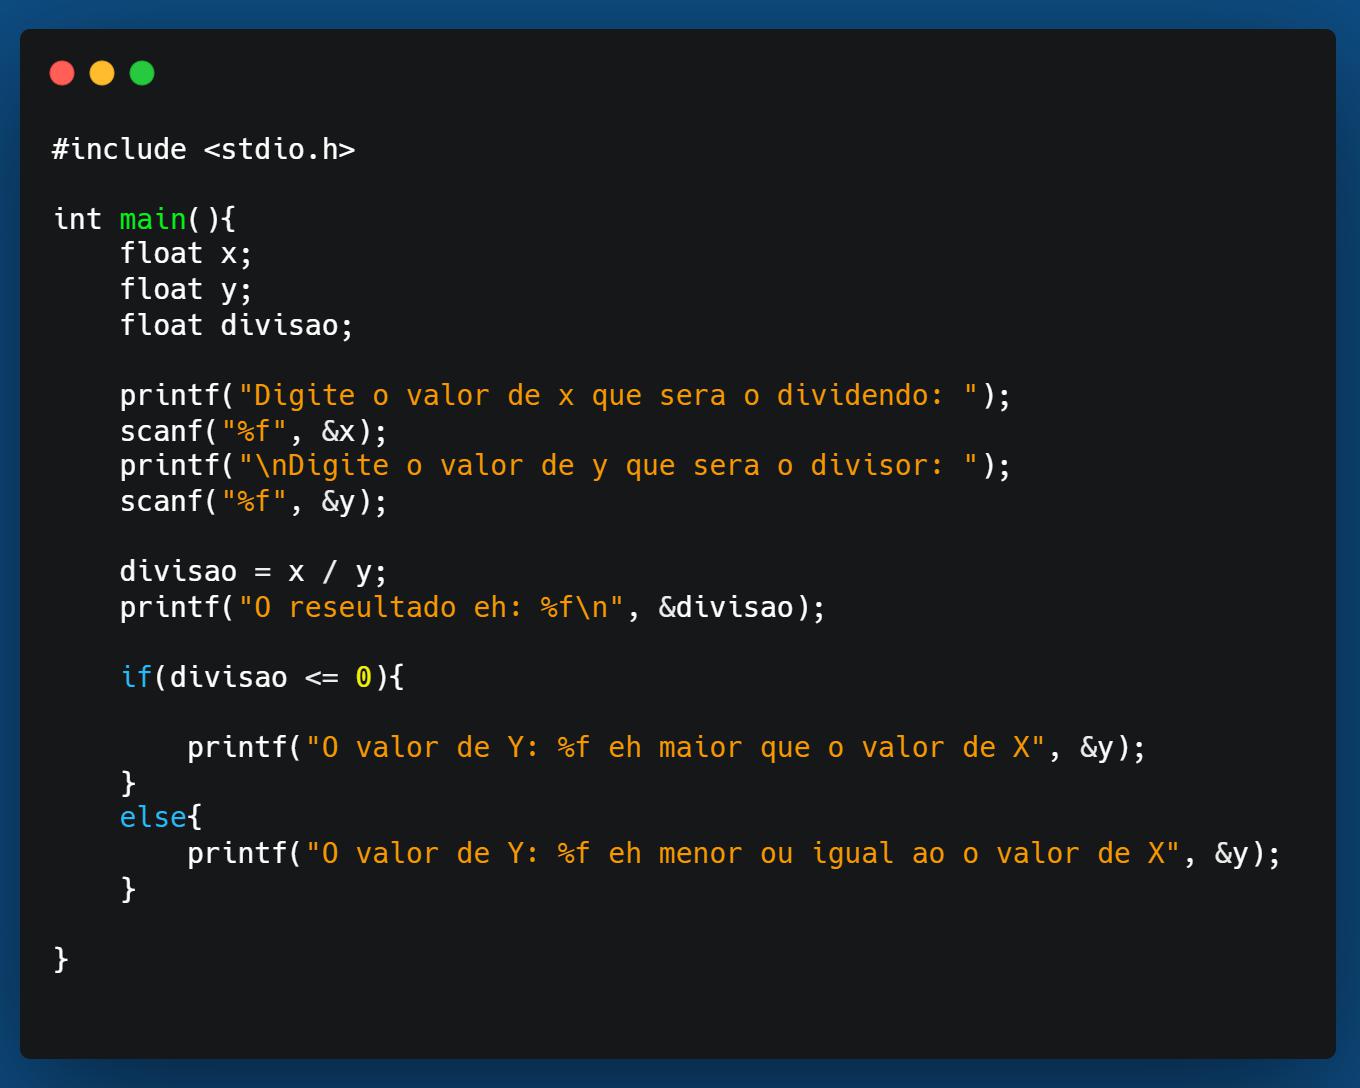 #include <stdio.h>
int main(){
float x;
float y;
float divisao;
printf("Digite o valor de x que sera o dividendo: ");
scanf("%f", &x);
printf("\nDigite o valor de y que sera o divisor: ");
scanf("%f", &y);
divisao = x / y;
printf("O reseultado eh: %f\n", &divisao);
if(divisao <= 0){
printf("O valor de Y: %f eh maior que o valor de X", &y);
}
else{
printf("O valor de Y: %f eh menor ou igual ao o valor de X", &y);
}
}